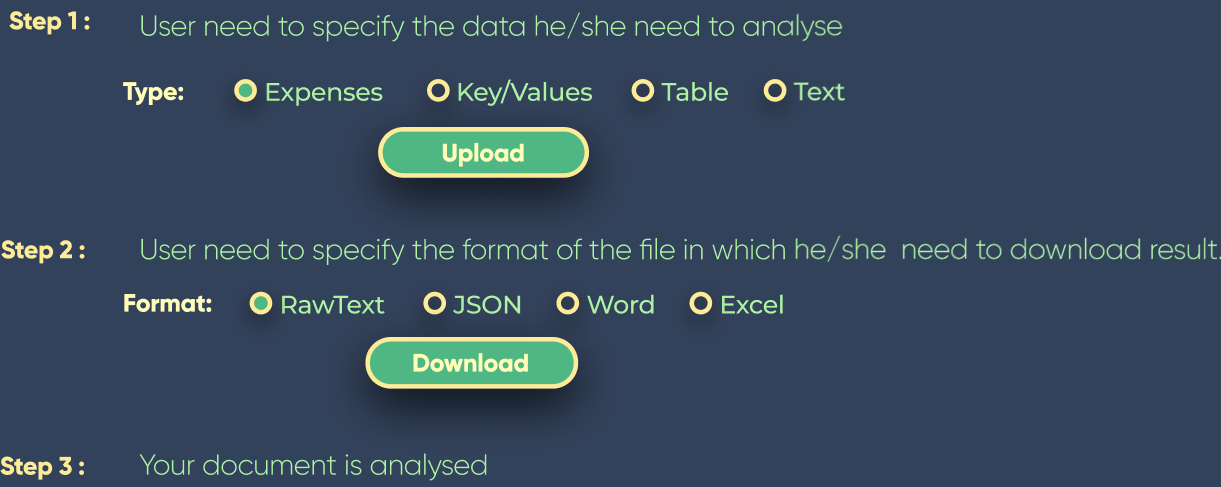 Step 1 : User need to specify the data he/she need to analyse
Type: Expenses Key/Values Table Text
Upload
Step 2 : User need to specify the format of the file in which he/she need to download result.
Format: RawText JSON Word Excel
Download
Step 3 : Your document is analysed